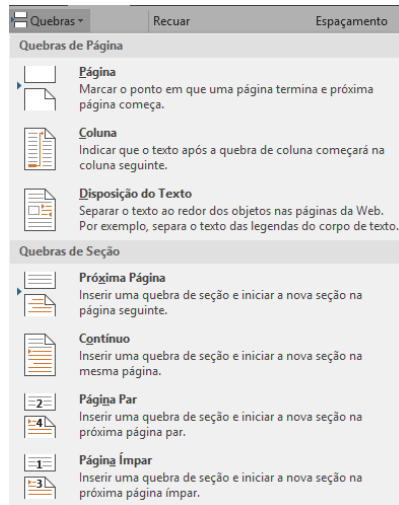 Quebras Recuar Espaçamento
Quebras de Página
Página
Marcar o ponto em que uma página termina e próxima
página começa.
Coluna
Indicar que o texto após a quebra de coluna começará na
coluna seguinte.
Disposição do Texto
Separar o texto ao redor dos objetos nas páginas da Web.
Por exemplo, separa o texto das legendas do corpo de texto.
Quebras de Seção
Próxima Página
Inserir uma quebra de seção e iniciar a nova seção na
página seguinte.
Contínuo
Inserir uma quebra de seção e iniciar a nova seção na
mesma página.
2
4
Página Par
Inserir uma quebra de seção e iniciar a nova seção na
próxima página par.
1
3
Página Ímpar
Inserir uma quebra de seção e iniciar a nova seção na
próxima página ímpar.